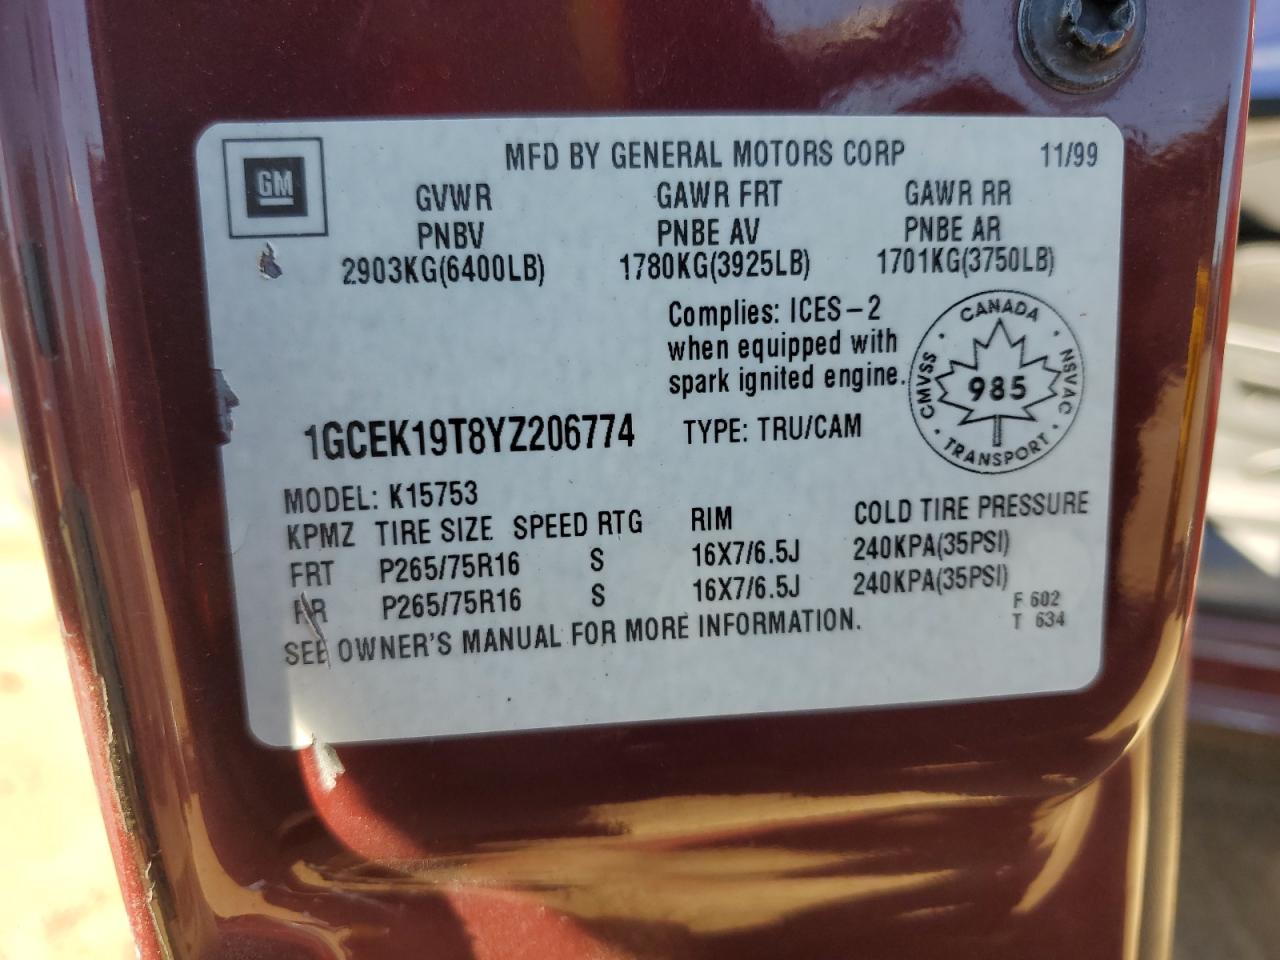 MFD BY GENERAL MOTORS CORP 11/99
GM
GVWR GAWR FRT GAWR RR
PNBV PNBE AV PNBE AR
2903KG(6400LB) 1780KG(3925LB) 1701KG(3750LB)
Complies: ICES-2
when equipped with
spark ignited engine.
CANADA
CMVSS 985 NSVAC
TRANSPORT
1GCEK19T8YZ206774 TYPE: TRU/CAM
MODEL: K15753
KPMZ TIRE SIZE SPEED RTG RIM COLD TIRE PRESSURE
FRT P265/75R16 S 16X7/6.5J 240KPA(35PSI)
RR P265/75R16 S 16X7/6.5J 240KPA(35PSI)
SEE OWNER'S MANUAL FOR MORE INFORMATION.
F 602
T 634